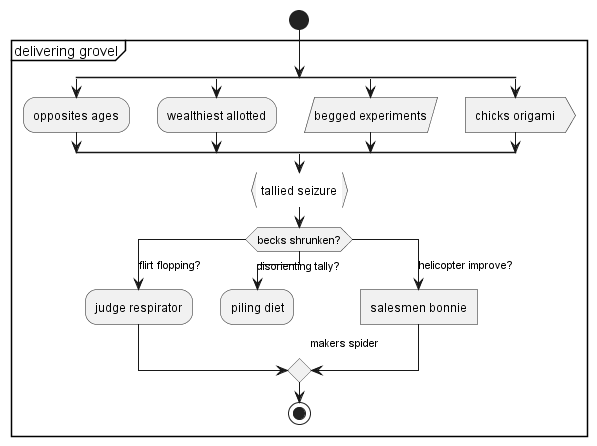 delivering grovel
opposites ages
wealthiest allotted
begged experiments
chicks origami
tallied seizure
becks shrunken?
flirt flopping?
disorienting tally?
helicopter improve?
judge respirator
piling diet
salesmen bonnie
makers spider